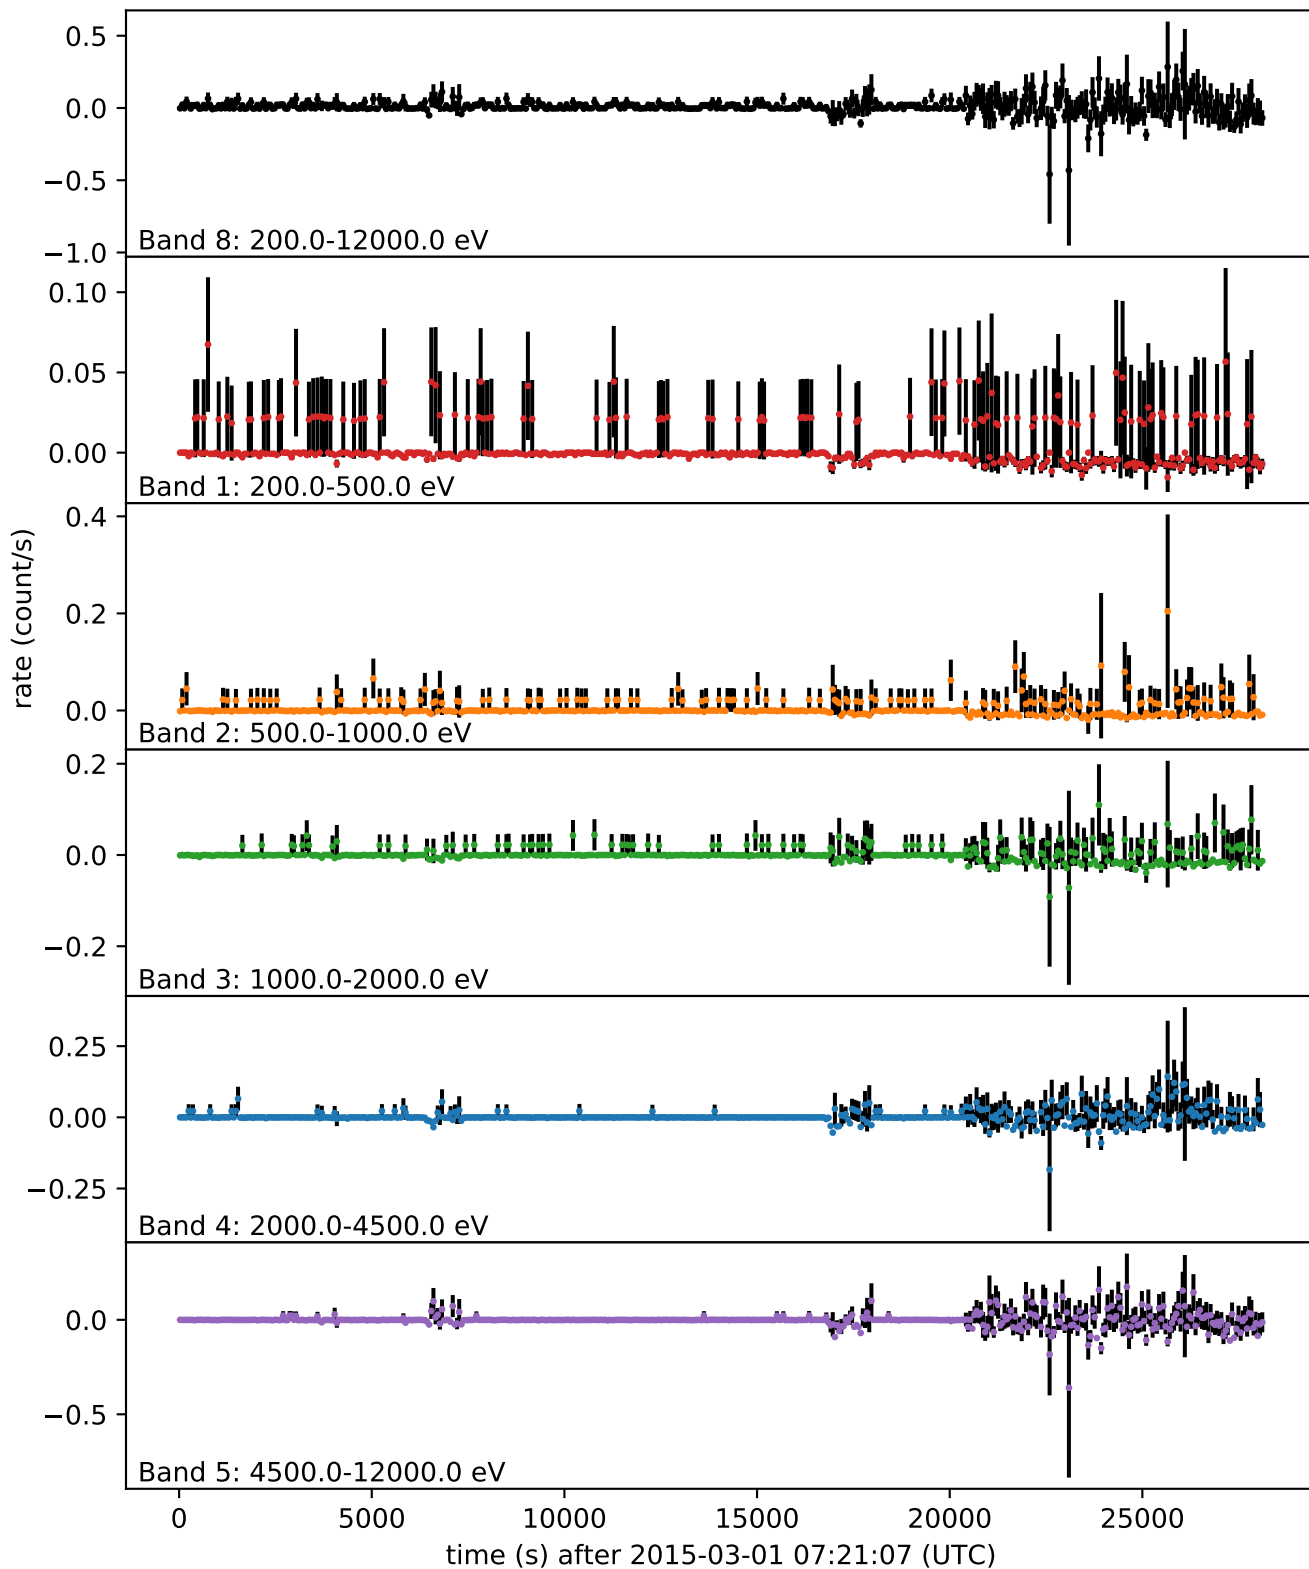 0.5
0.0
−0.5
−1.0
Band 8: 200.0-12000.0 eV
0.10
0.05
0.00
Band 1: 200.0-500.0 eV
0.4
0.2
0.0
Band 2: 500.0-1000.0 eV
rate (count/s)
0.2
0.0
−0.2
Band 3: 1000.0-2000.0 eV
0.25
0.00
−0.25
Band 4: 2000.0-4500.0 eV
0.0
−0.5
Band 5: 4500.0-12000.0 eV
0 5000 10000 15000 20000 25000
time (s) after 2015-03-01 07:21:07 (UTC)